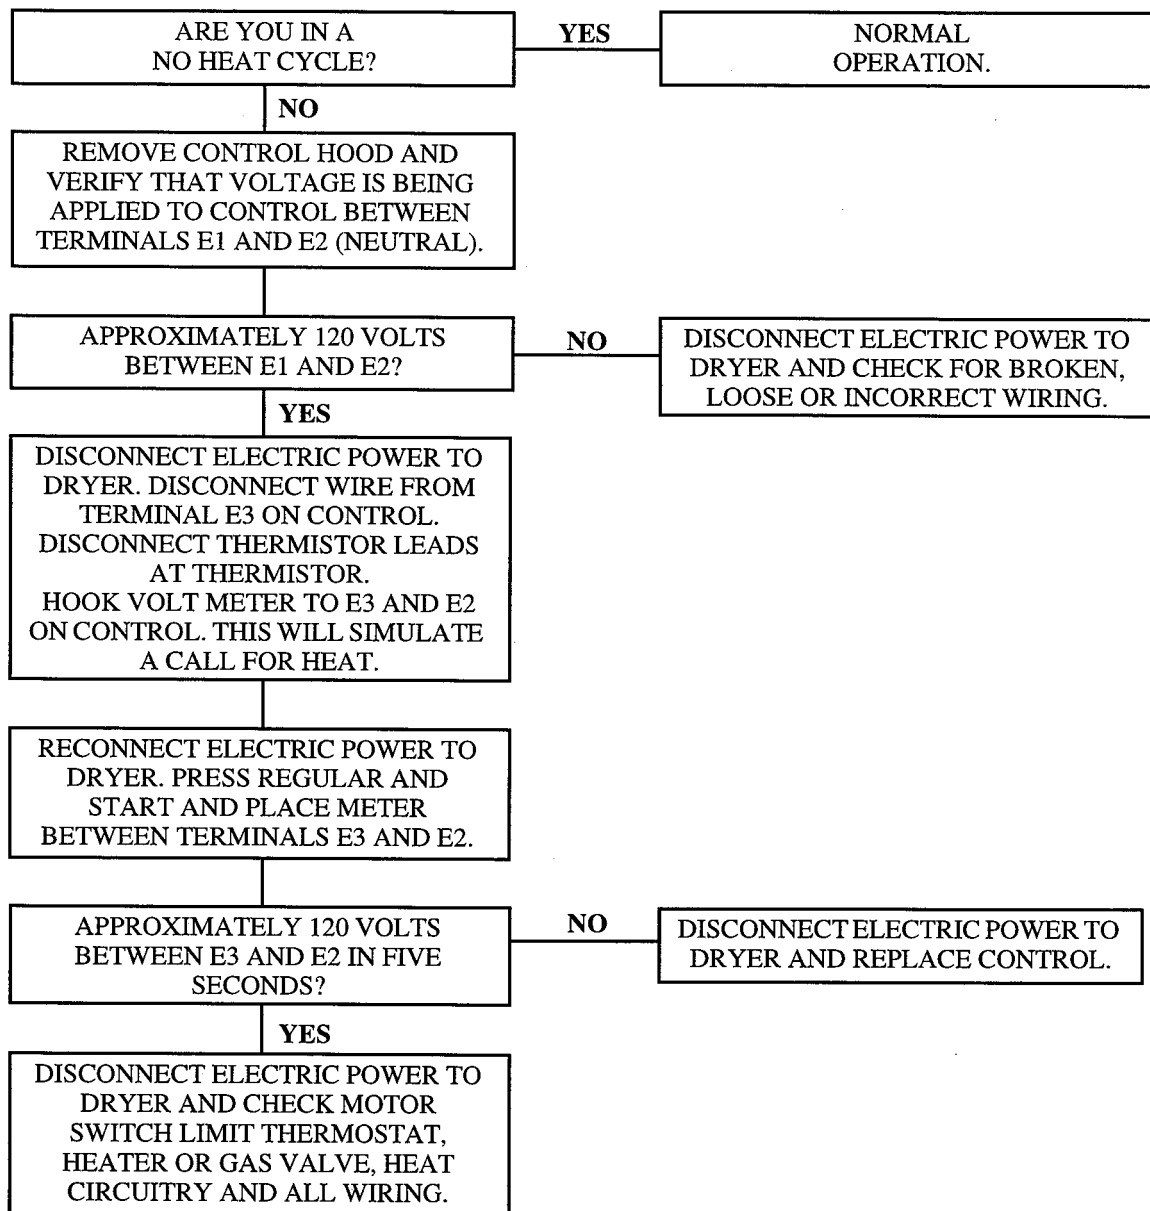 ARE YOU IN A
NO HEAT CYCLE?
YES
NORMAL
OPERATION.
NO
REMOVE CONTROL HOOD AND
VERIFY THAT VOLTAGE IS BEING
APPLIED TO CONTROL BETWEEN
TERMINALS E1 AND E2 (NEUTRAL).
APPROXIMATELY 120 VOLTS
BETWEEN E1 AND E2?
NO
DISCONNECT ELECTRIC POWER TO
DRYER AND CHECK FOR BROKEN,
LOOSE OR INCORRECT WIRING.
YES
DISCONNECT ELECTRIC POWER TO
DRYER. DISCONNECT WIRE FROM
TERMINAL E3 ON CONTROL.
DISCONNECT THERMISTOR LEADS
AT THERMISTOR.
HOOK VOLT METER TO E3 AND E2
ON CONTROL. THIS WILL SIMULATE
A CALL FOR HEAT.
RECONNECT ELECTRIC POWER TO
DRYER. PRESS REGULAR AND
START AND PLACE METER
BETWEEN TERMINALS E3 AND E2.
APPROXIMATELY 120 VOLTS
BETWEEN E3 AND E2 IN FIVE
SECONDS?
NO
DISCONNECT ELECTRIC POWER TO
DRYER AND REPLACE CONTROL.
YES
DISCONNECT ELECTRIC POWER TO
DRYER AND CHECK MOTOR
SWITCH LIMIT THERMOSTAT,
HEATER OR GAS VALVE, HEAT
CIRCUITRY AND ALL WIRING.